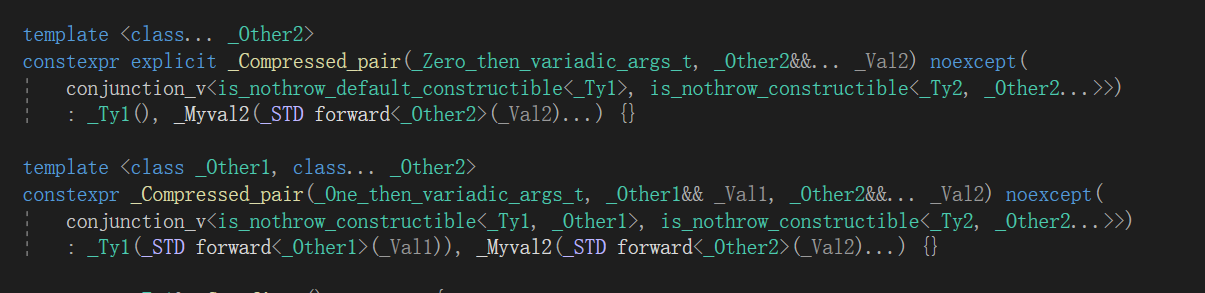 template <class... _Other2>
constexpr explicit _Compressed_pair(_Zero_then_variadic_args_t, _Other2&&... _Val2) noexcept(
    conjunction_v<is_nothrow_default_constructible<_Ty1>, is_nothrow_constructible<_Ty2, _Other2...>>)
    : _Ty1(), _Myval2(_STD forward<_Other2>(_Val2)...) {}
template <class _Other1, class... _Other2>
constexpr _Compressed_pair(_One_then_variadic_args_t, _Other1&& _Val1, _Other2&&... _Val2) noexcept(
    conjunction_v<is_nothrow_constructible<_Ty1, _Other1>, is_nothrow_constructible<_Ty2, _Other2...>>)
    : _Ty1(_STD forward<_Other1>(_Val1)), _Myval2(_STD forward<_Other2>(_Val2)...) {}